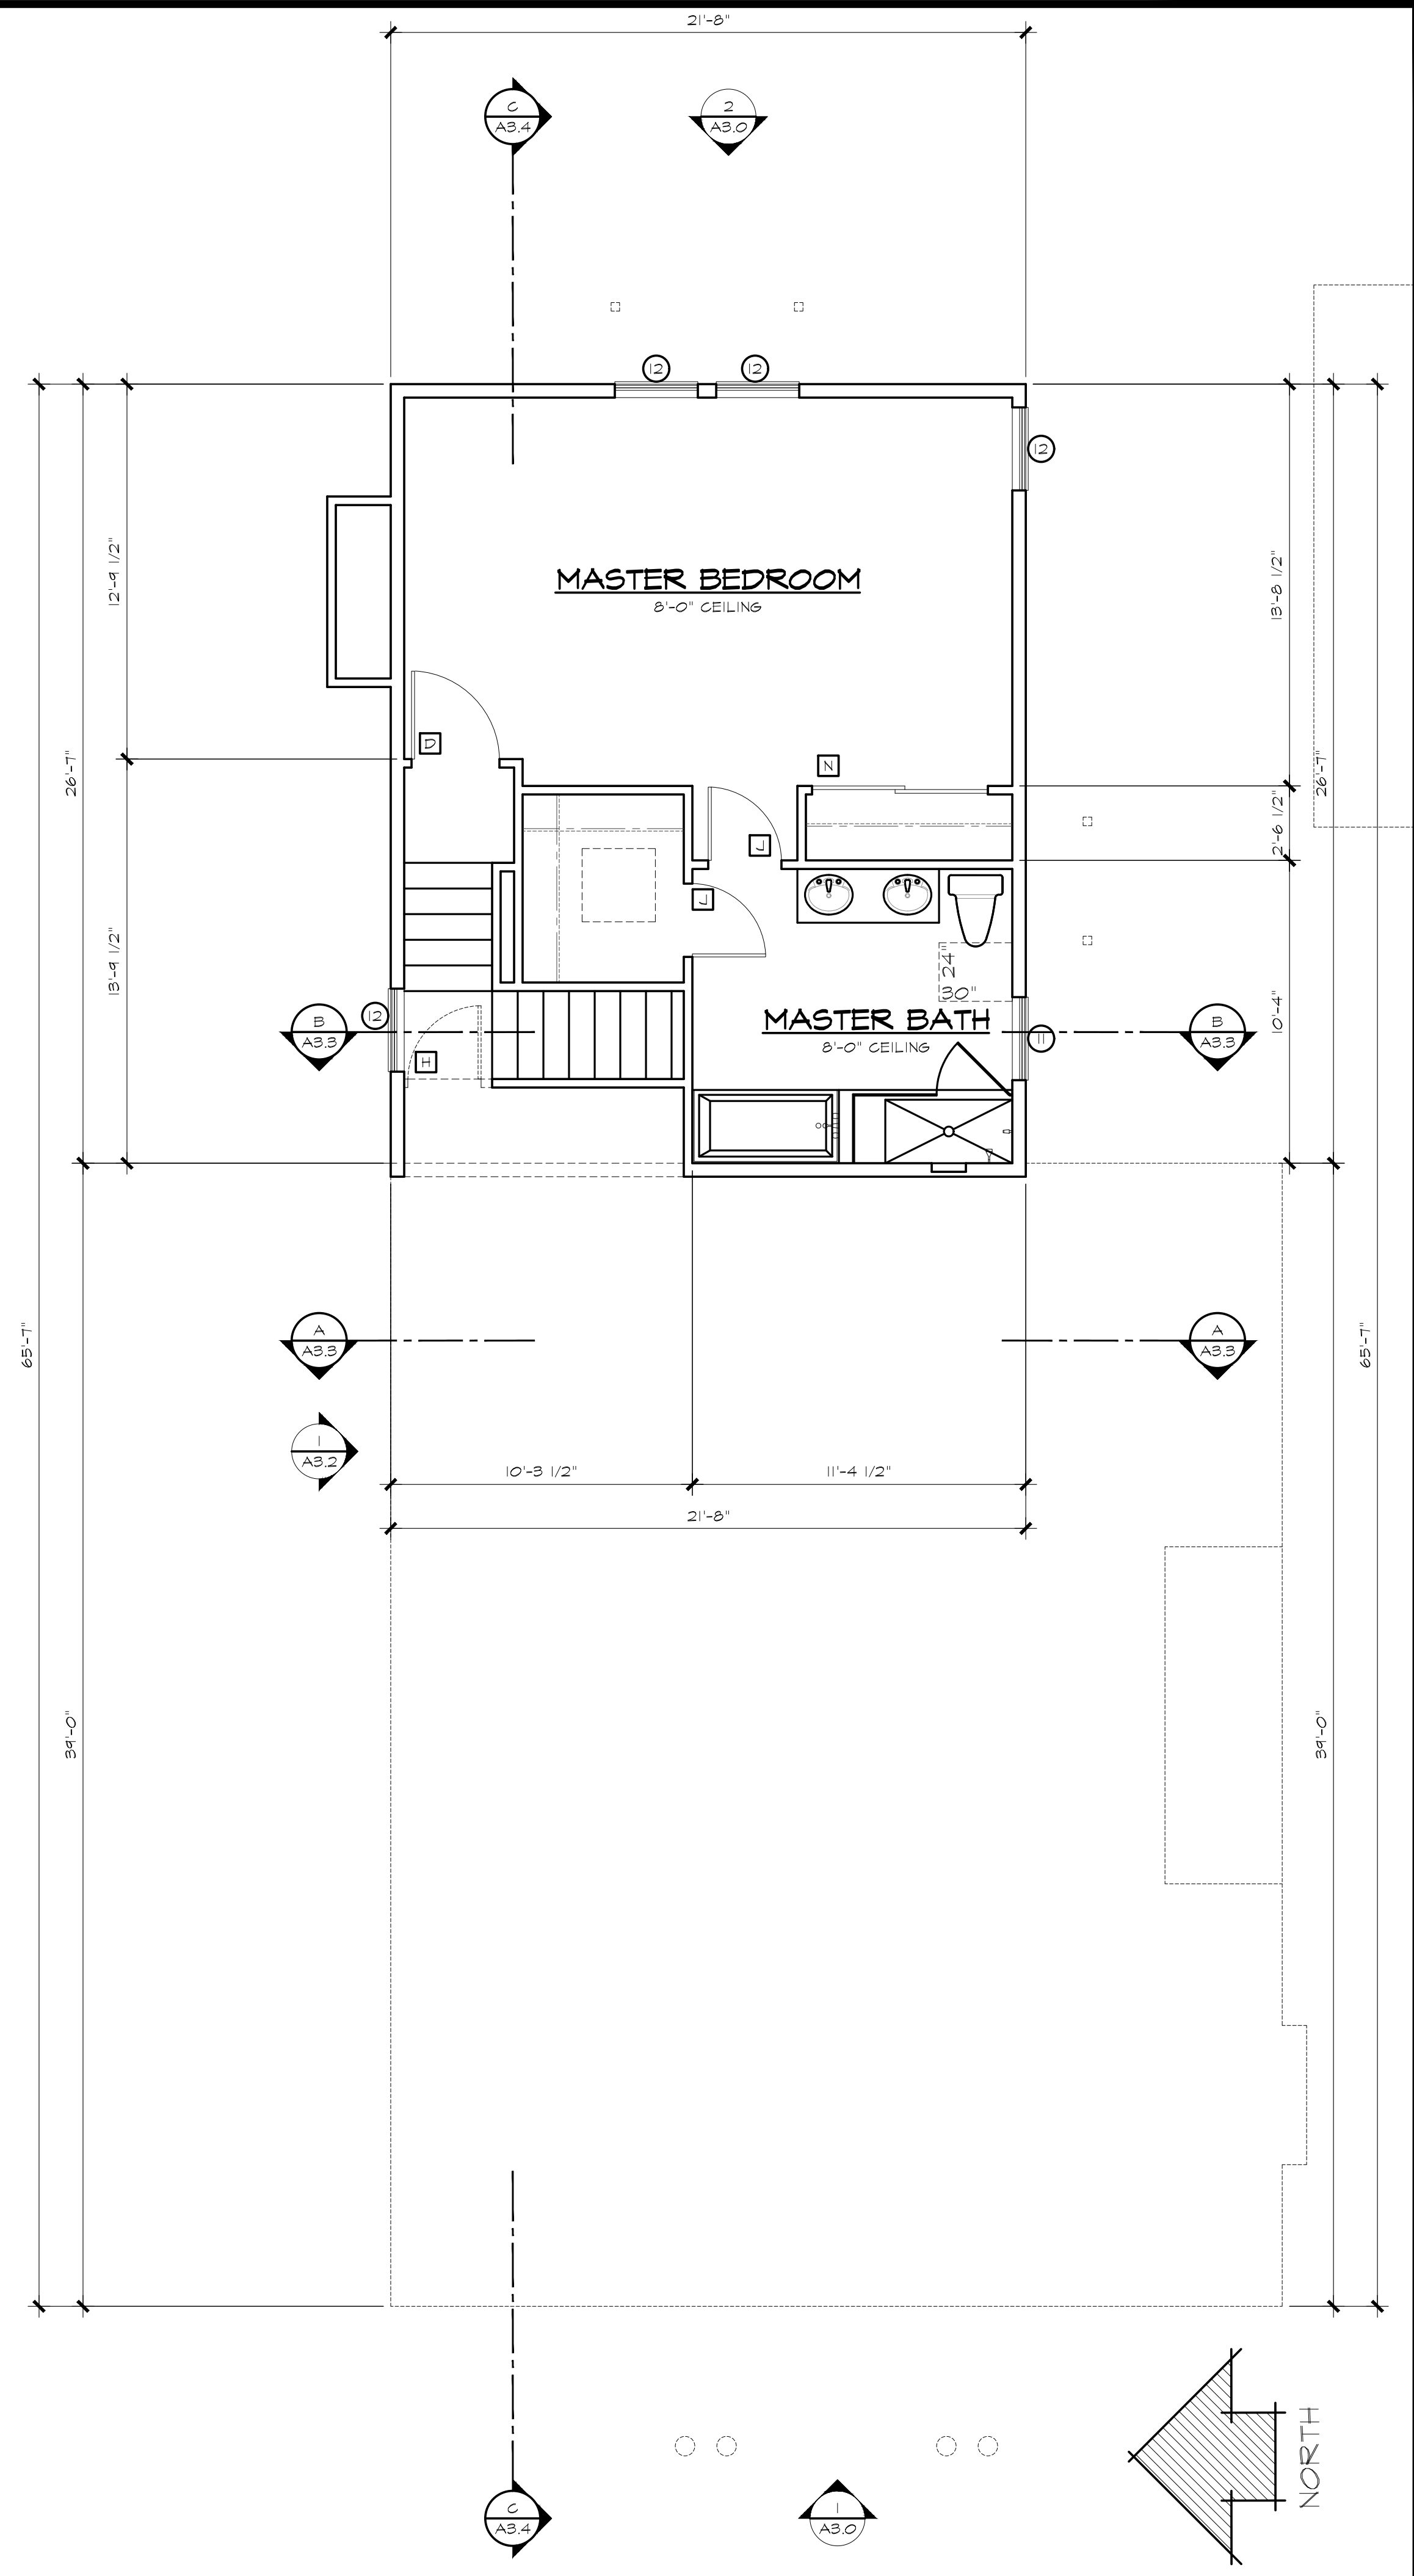 21'-8"
C
A3.4
2
A3.0
12
12
12
MASTER BEDROOM
8'-0" CEILING
12'-9 1/2"
13'-8 1/2"
26'-7"
26'-7"
D
N
2'-6 1/2"
J
J
13'-9 1/2"
24"
30"
10'-4"
B
A3.3
12
H
MASTER BATH
8'-0" CEILING
11
B
A3.3
65'-7"
65'-7"
A
A3.3
A
A3.3
1
A3.2
10'-3 1/2"
11'-4 1/2"
21'-8"
39'-0"
39'-0"
NORTH
C
A3.4
1
A3.0